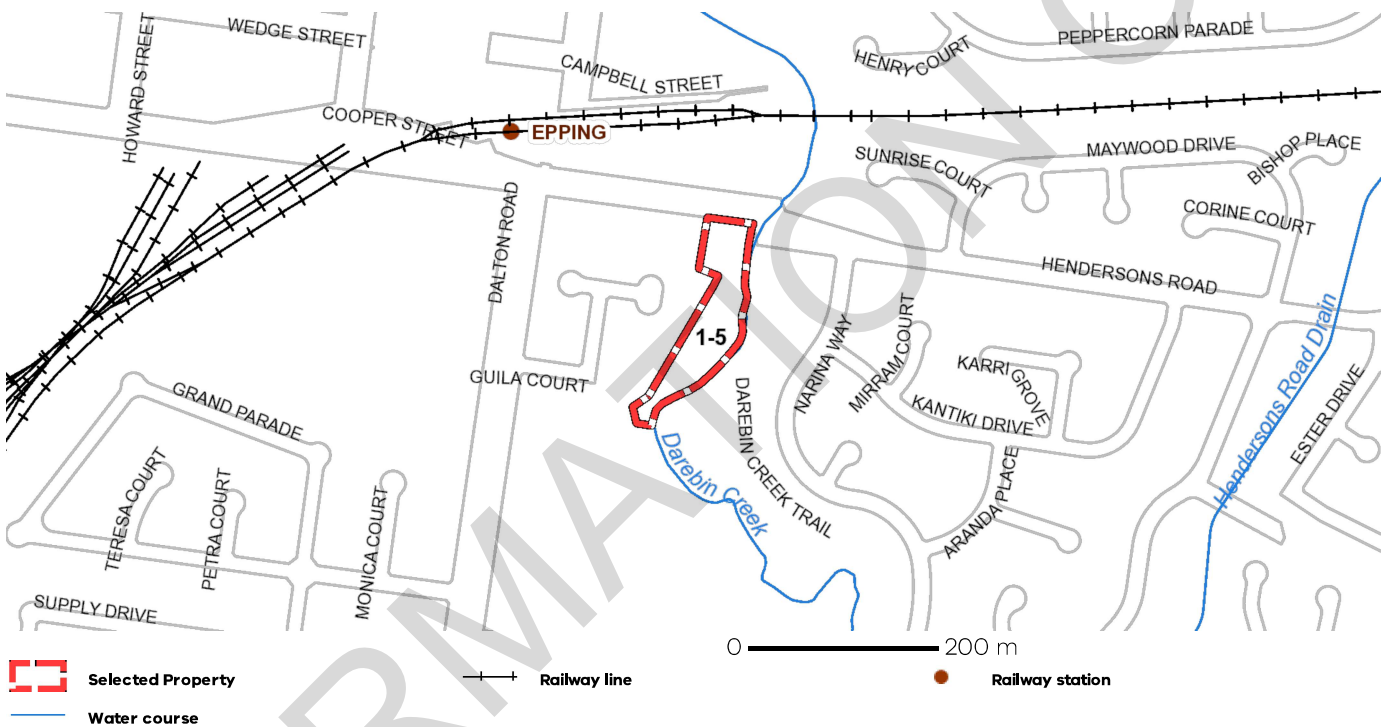 WEDGE STREET
PEPPERCORN PARADE
HENRY COURT
HOWARD STREET
CAMPBELL STREET
COOPER STREET
EPPING
SUNRISE COURT
MAYWOOD DRIVE
BISHOP PLACE
CORINE COURT
DALTON ROAD
HENDERSONS ROAD
1-5
NARINA WAY
MIRRAM COURT
KARRI GROVE
Hendersons Road Drain
GUILA COURT
GRAND PARADE
DAREBIN CREEK TRAIL
KANTIKI DRIVE
ESTER DRIVE
Darebin Creek
ARANDA PLACE
TERESA COURT
PETRA COURT
MONICA COURT
SUPPLY DRIVE
0 200 m
Selected Property
Railway line
Railway station
Water course